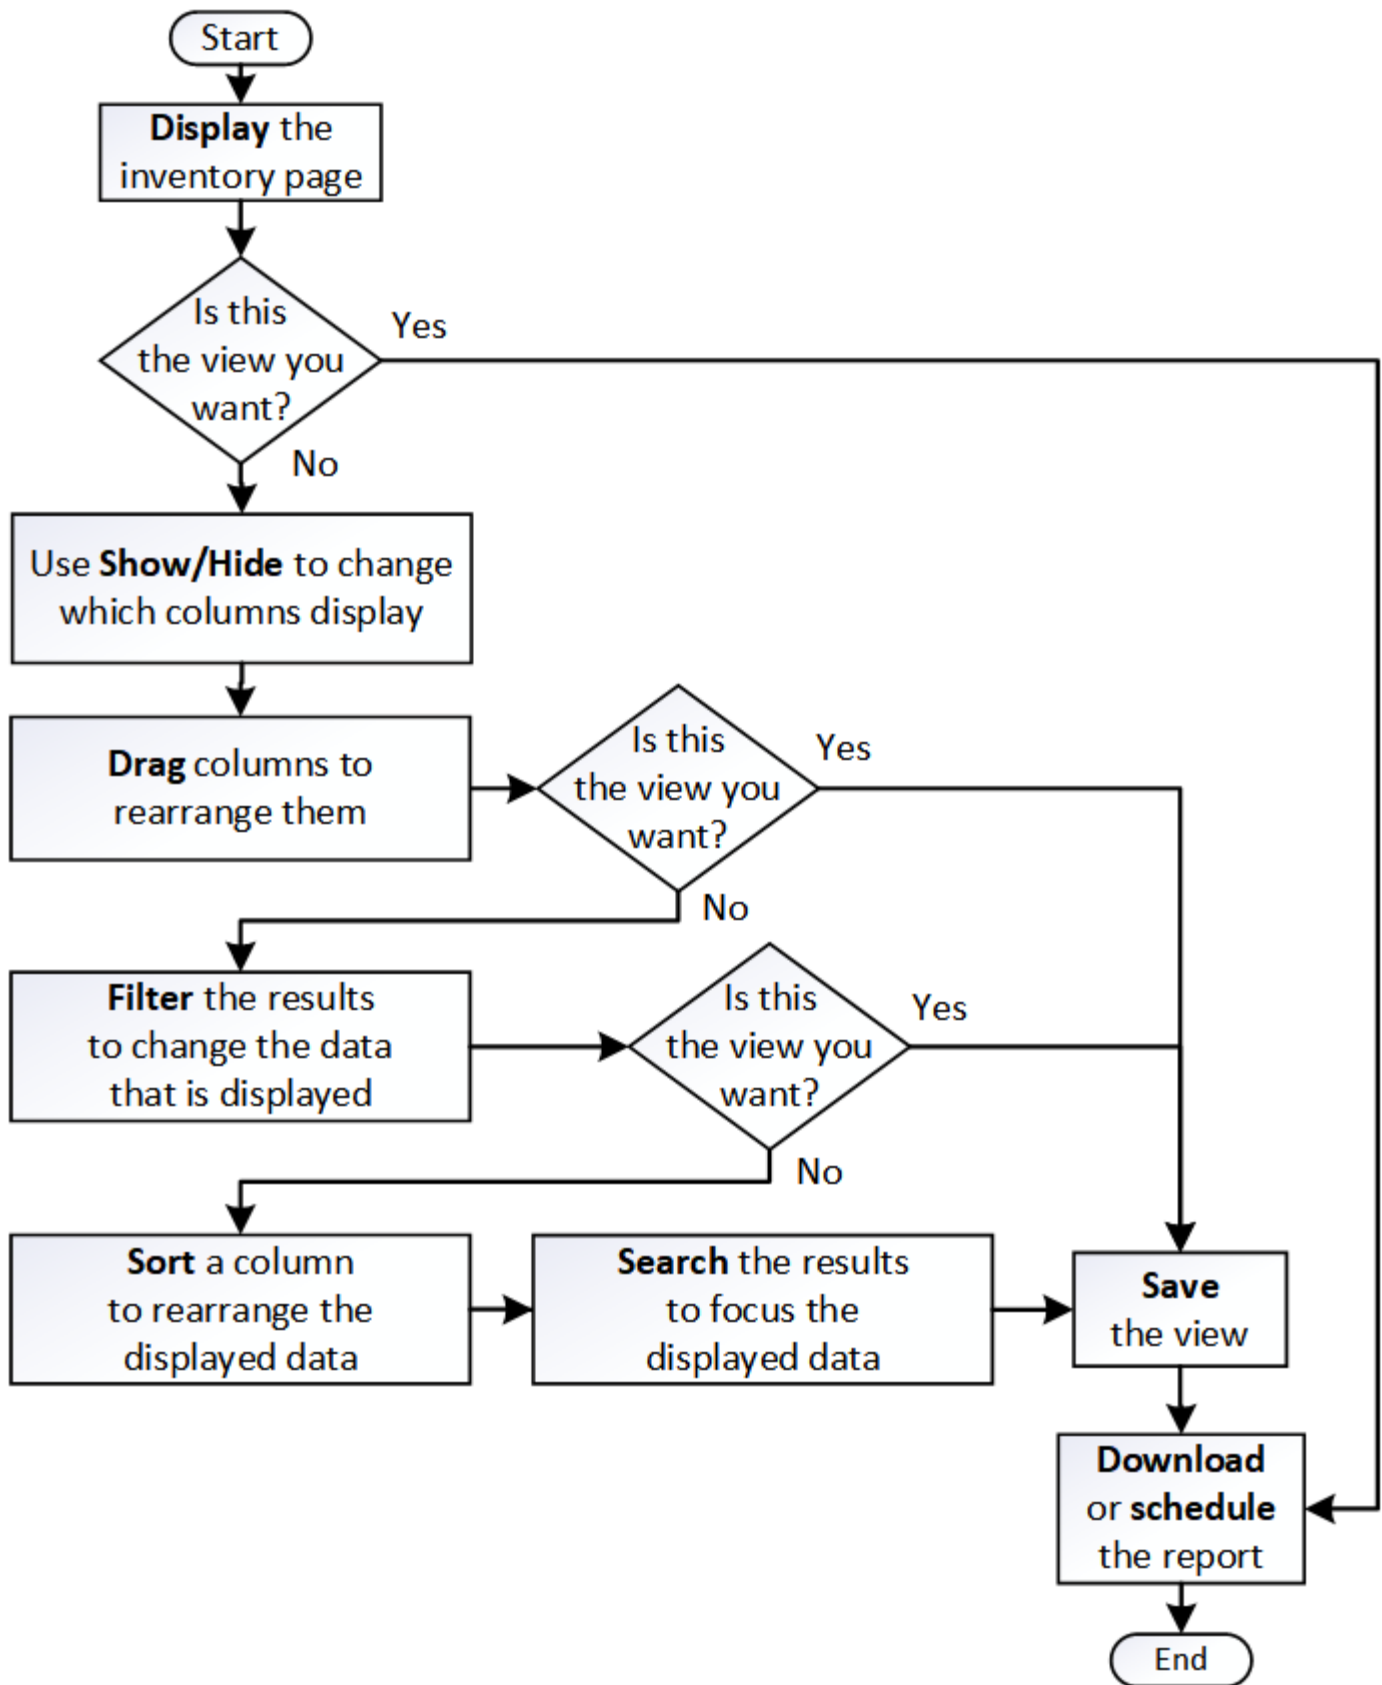 Start
Display the
inventory page
Is this
the view you
want?
Yes
No
Use Show/Hide to change
which columns display
Drag columns to
rearrange them
Is this
the view you
want?
Yes
No
Filter the results
to change the data
that is displayed
Is this
the view you
want?
Yes
No
Sort a column
to rearrange the
displayed data
Search the results
to focus the
displayed data
Save
the view
Download
or schedule
the report
End